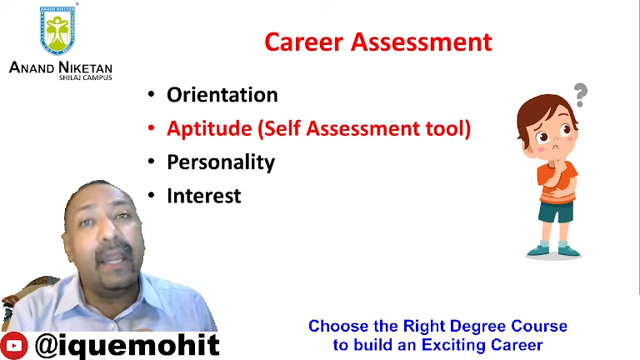 Career Assessment
ANAND NIKETAN
SHILAJ CAMPUS
• Orientation
• Aptitude (Self Assessment tool)
• Personality
• Interest
?
@iquemohit
Choose the Right Degree Course
to build an Exciting Career